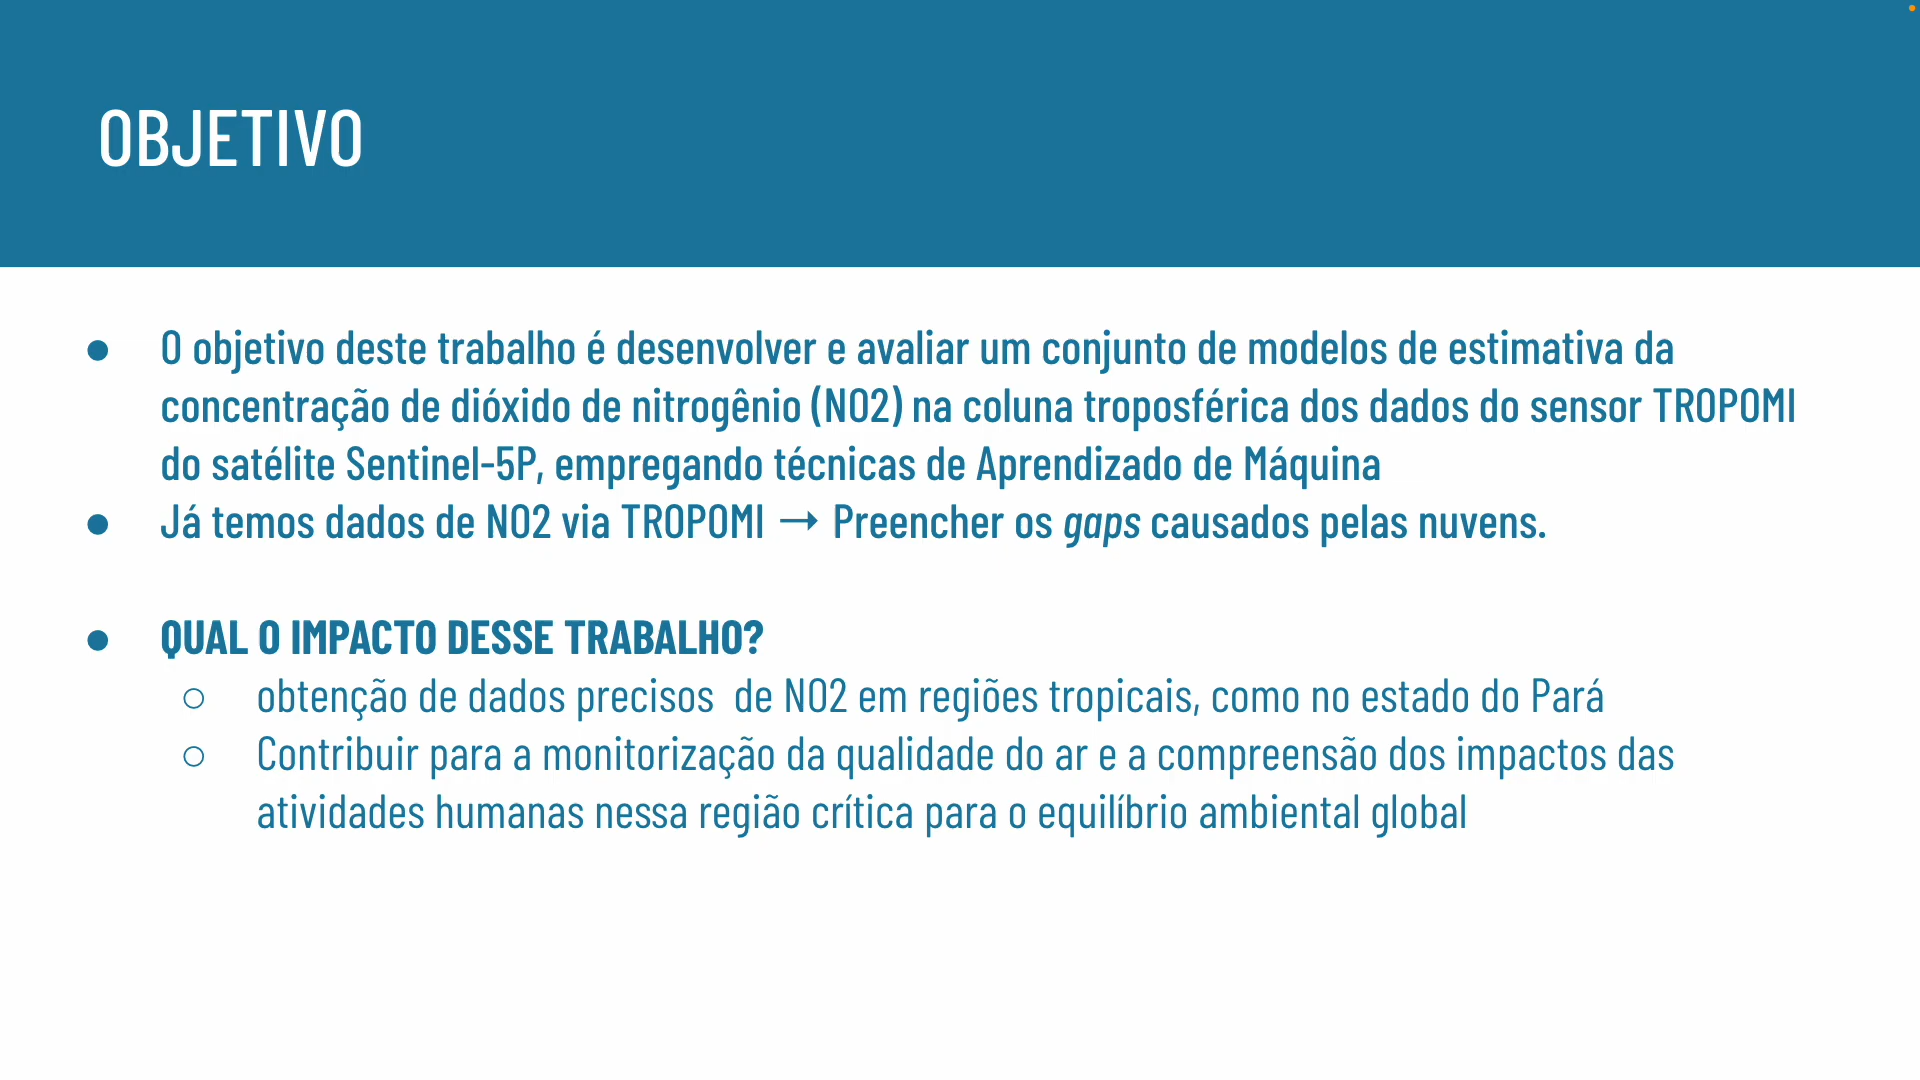 OBJETIVO
● O objetivo deste trabalho é desenvolver e avaliar um conjunto de modelos de estimativa da
concentração de dióxido de nitrogênio (NO2) na coluna troposférica dos dados do sensor TROPOMI
do satélite Sentinel-5P, empregando técnicas de Aprendizado de Máquina
● Já temos dados de NO2 via TROPOMI → Preencher os gaps causados pelas nuvens.
● QUAL O IMPACTO DESSE TRABALHO?
○ obtenção de dados precisos  de NO2 em regiões tropicais, como no estado do Pará
○ Contribuir para a monitorização da qualidade do ar e a compreensão dos impactos das
atividades humanas nessa região crítica para o equilíbrio ambiental global